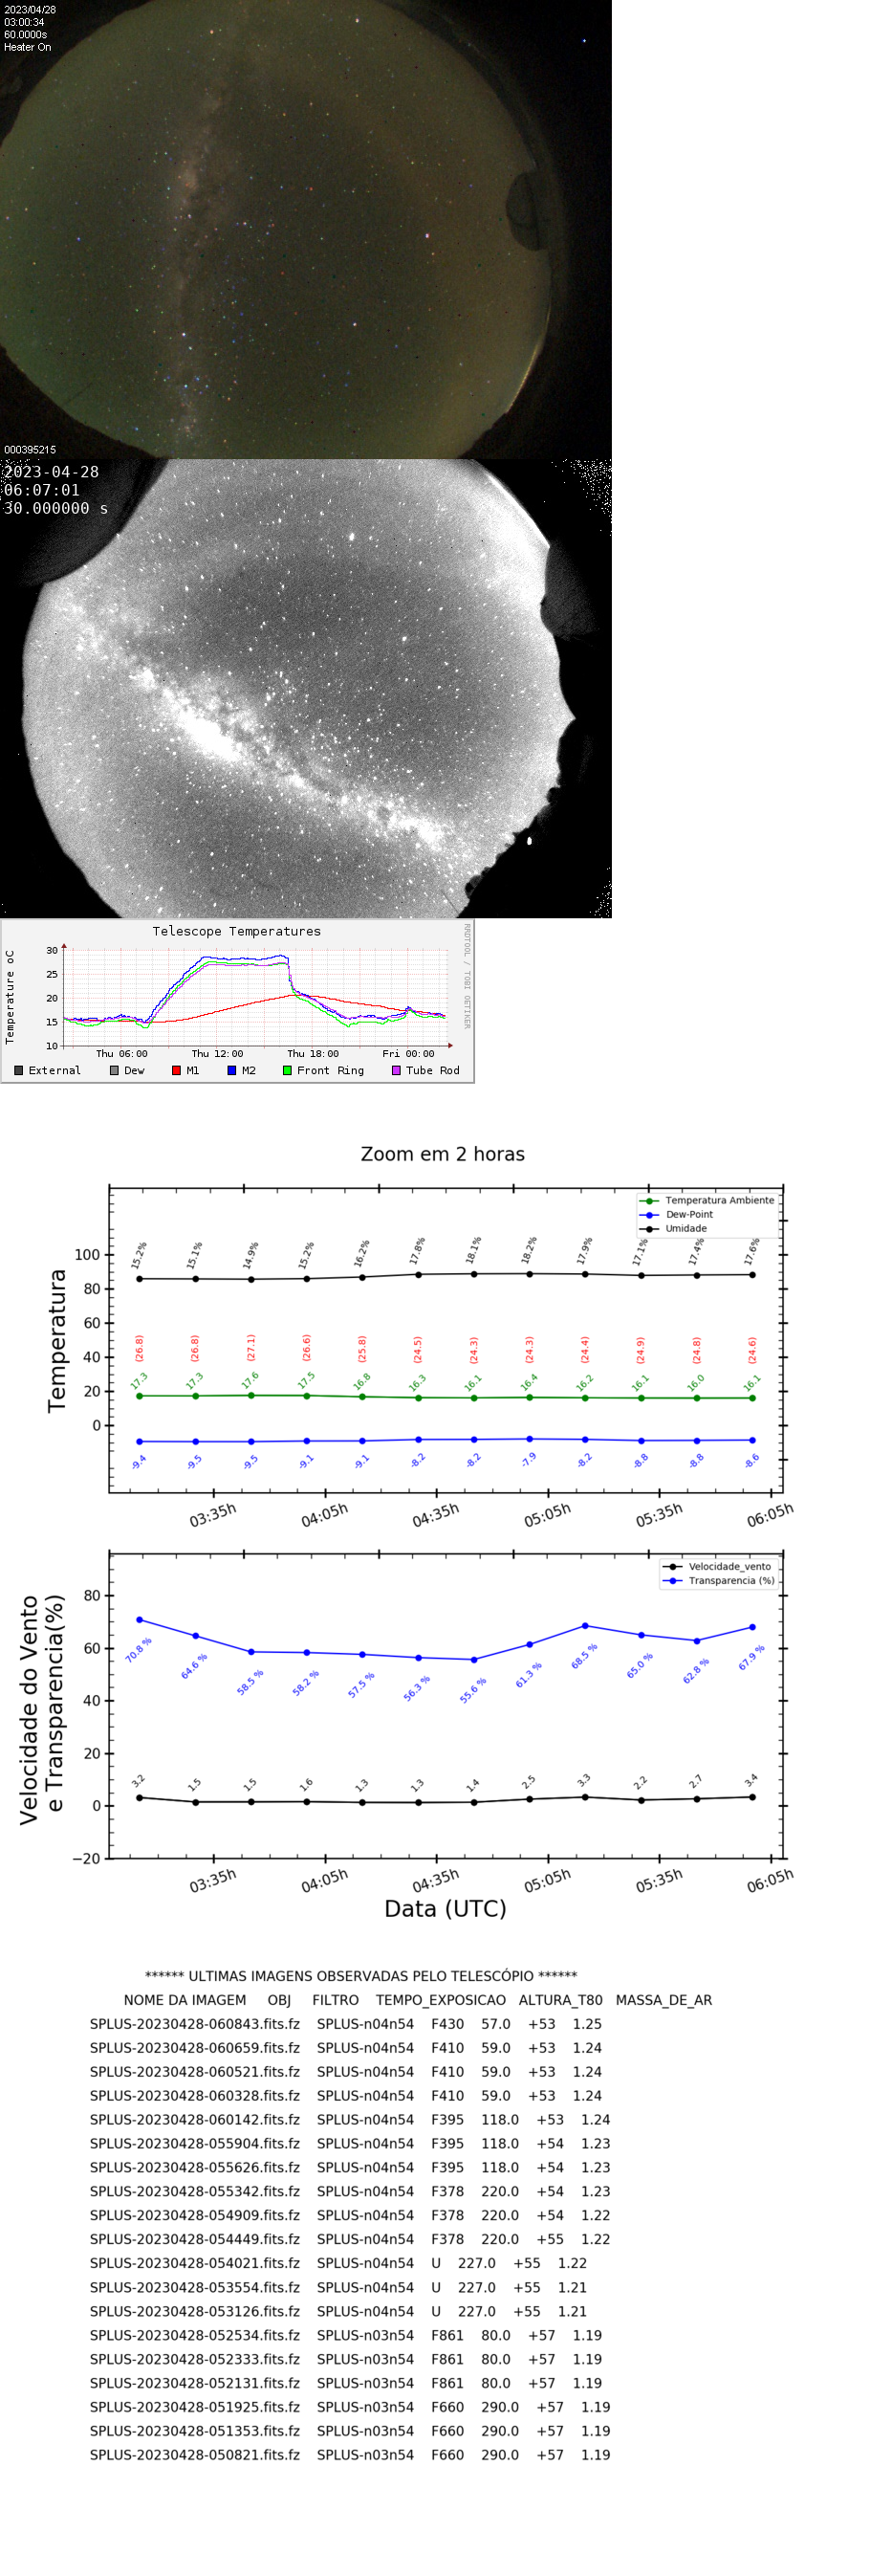 2023/04/28
03:00:34
60.0000s
Heater On
000395215
2023-04-28
06:07:01
30.000000 s
Telescope Temperatures
RRDTOOL / TOBI OETIKER
Temperature oC
30
25
20
15
10
Thu 06:00 Thu 12:00 Thu 18:00 Fri 00:00
External Dew M1 M2 Front Ring Tube Rod
Zoom em 2 horas
Temperatura Ambiente
Dew-Point
Umidade
Temperatura
100
80
60
40
20
0
15.2% 15.1% 14.9% 15.2% 16.2% 17.8% 18.1% 18.2% 17.9% 17.1% 17.4% 17.6%
(26.8) (26.8) (27.1) (26.6) (25.8) (24.5) (24.3) (24.3) (24.4) (24.9) (24.8) (24.6)
17.3 17.3 17.6 17.5 16.8 16.3 16.1 16.4 16.2 16.1 16.0 16.1
-9.4 -9.5 -9.5 -9.1 -9.1 -8.2 -8.2 -7.9 -8.2 -8.8 -8.8 -8.6
03:35h 04:05h 04:35h 05:05h 05:35h 06:05h
Velocidade_vento
Transparencia (%)
Velocidade do Vento
e Transparencia(%)
80
60
40
20
0
−20
70.8 % 64.6 % 58.5 % 58.2 % 57.5 % 56.3 % 55.6 % 61.3 % 68.5 % 65.0 % 62.8 % 67.9 %
3.2 1.5 1.5 1.6 1.3 1.3 1.4 2.5 3.3 2.2 2.7 3.4
03:35h 04:05h 04:35h 05:05h 05:35h 06:05h
Data (UTC)
****** ULTIMAS IMAGENS OBSERVADAS PELO TELESCÓPIO ******
NOME DA IMAGEM OBJ FILTRO TEMPO_EXPOSICAO ALTURA_T80 MASSA_DE_AR
SPLUS-20230428-060843.fits.fz SPLUS-n04n54 F430 57.0 +53 1.25
SPLUS-20230428-060659.fits.fz SPLUS-n04n54 F410 59.0 +53 1.24
SPLUS-20230428-060521.fits.fz SPLUS-n04n54 F410 59.0 +53 1.24
SPLUS-20230428-060328.fits.fz SPLUS-n04n54 F410 59.0 +53 1.24
SPLUS-20230428-060142.fits.fz SPLUS-n04n54 F395 118.0 +53 1.24
SPLUS-20230428-055904.fits.fz SPLUS-n04n54 F395 118.0 +54 1.23
SPLUS-20230428-055626.fits.fz SPLUS-n04n54 F395 118.0 +54 1.23
SPLUS-20230428-055342.fits.fz SPLUS-n04n54 F378 220.0 +54 1.23
SPLUS-20230428-054909.fits.fz SPLUS-n04n54 F378 220.0 +54 1.22
SPLUS-20230428-054449.fits.fz SPLUS-n04n54 F378 220.0 +55 1.22
SPLUS-20230428-054021.fits.fz SPLUS-n04n54 U 227.0 +55 1.22
SPLUS-20230428-053554.fits.fz SPLUS-n04n54 U 227.0 +55 1.21
SPLUS-20230428-053126.fits.fz SPLUS-n04n54 U 227.0 +55 1.21
SPLUS-20230428-052534.fits.fz SPLUS-n03n54 F861 80.0 +57 1.19
SPLUS-20230428-052333.fits.fz SPLUS-n03n54 F861 80.0 +57 1.19
SPLUS-20230428-052131.fits.fz SPLUS-n03n54 F861 80.0 +57 1.19
SPLUS-20230428-051925.fits.fz SPLUS-n03n54 F660 290.0 +57 1.19
SPLUS-20230428-051353.fits.fz SPLUS-n03n54 F660 290.0 +57 1.19
SPLUS-20230428-050821.fits.fz SPLUS-n03n54 F660 290.0 +57 1.19